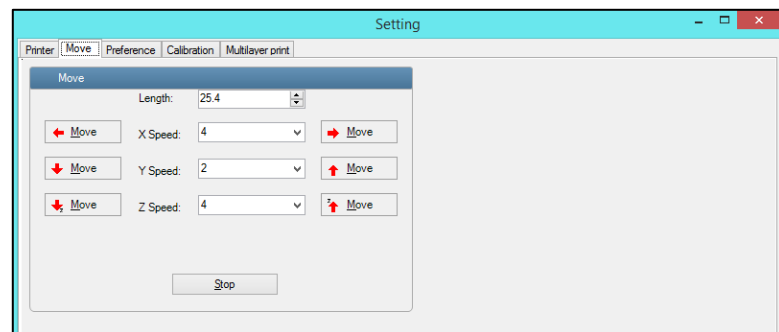 Setting
Printer Move Preference Calibration Multilayer print
Move
Length: 25.4
Move X Speed: 4 Move
Move Y Speed: 2 Move
z Move Z Speed: 4 z Move
Stop